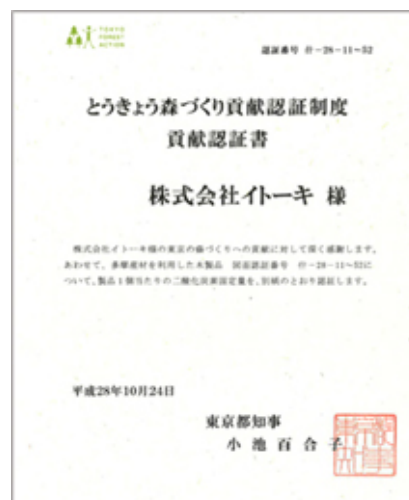 TOKYO
FOREST
ACTION
認証番号 什-28-11~52
とうきょう森づくり貢献認証制度
貢献認証書
株式会社イトーキ 様
株式会社イトーキ様の東京の森づくりへの貢献に対して深く感謝します。
あわせて、多摩産材を利用した木製品 図面認証番号 什-28-11~52に
ついて、製品1個当たりの二酸化炭素固定量を、別紙のとおり認証します。
平成28年10月24日
東京都知事
小池百合子